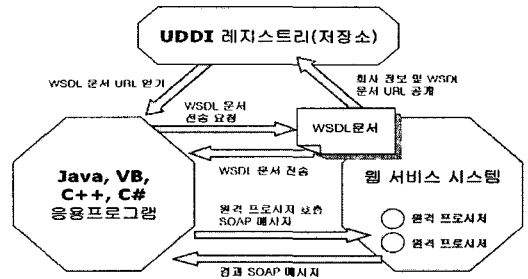 UDDI 레지스트리(저장소)
WSDL 문서 URL 얻기
회사 정보 및 WSDL
문서 URL 공개
WSDL 문서
전송 요청
WSDL문서
WSDL 문서 전송
Java, VB,
C++, C#
응용프로그램
웹 서비스 시스템
원격 프로시저 호출
SOAP 메시지
원격 프로시저
원격 프로시저
결과 SOAP 메시지